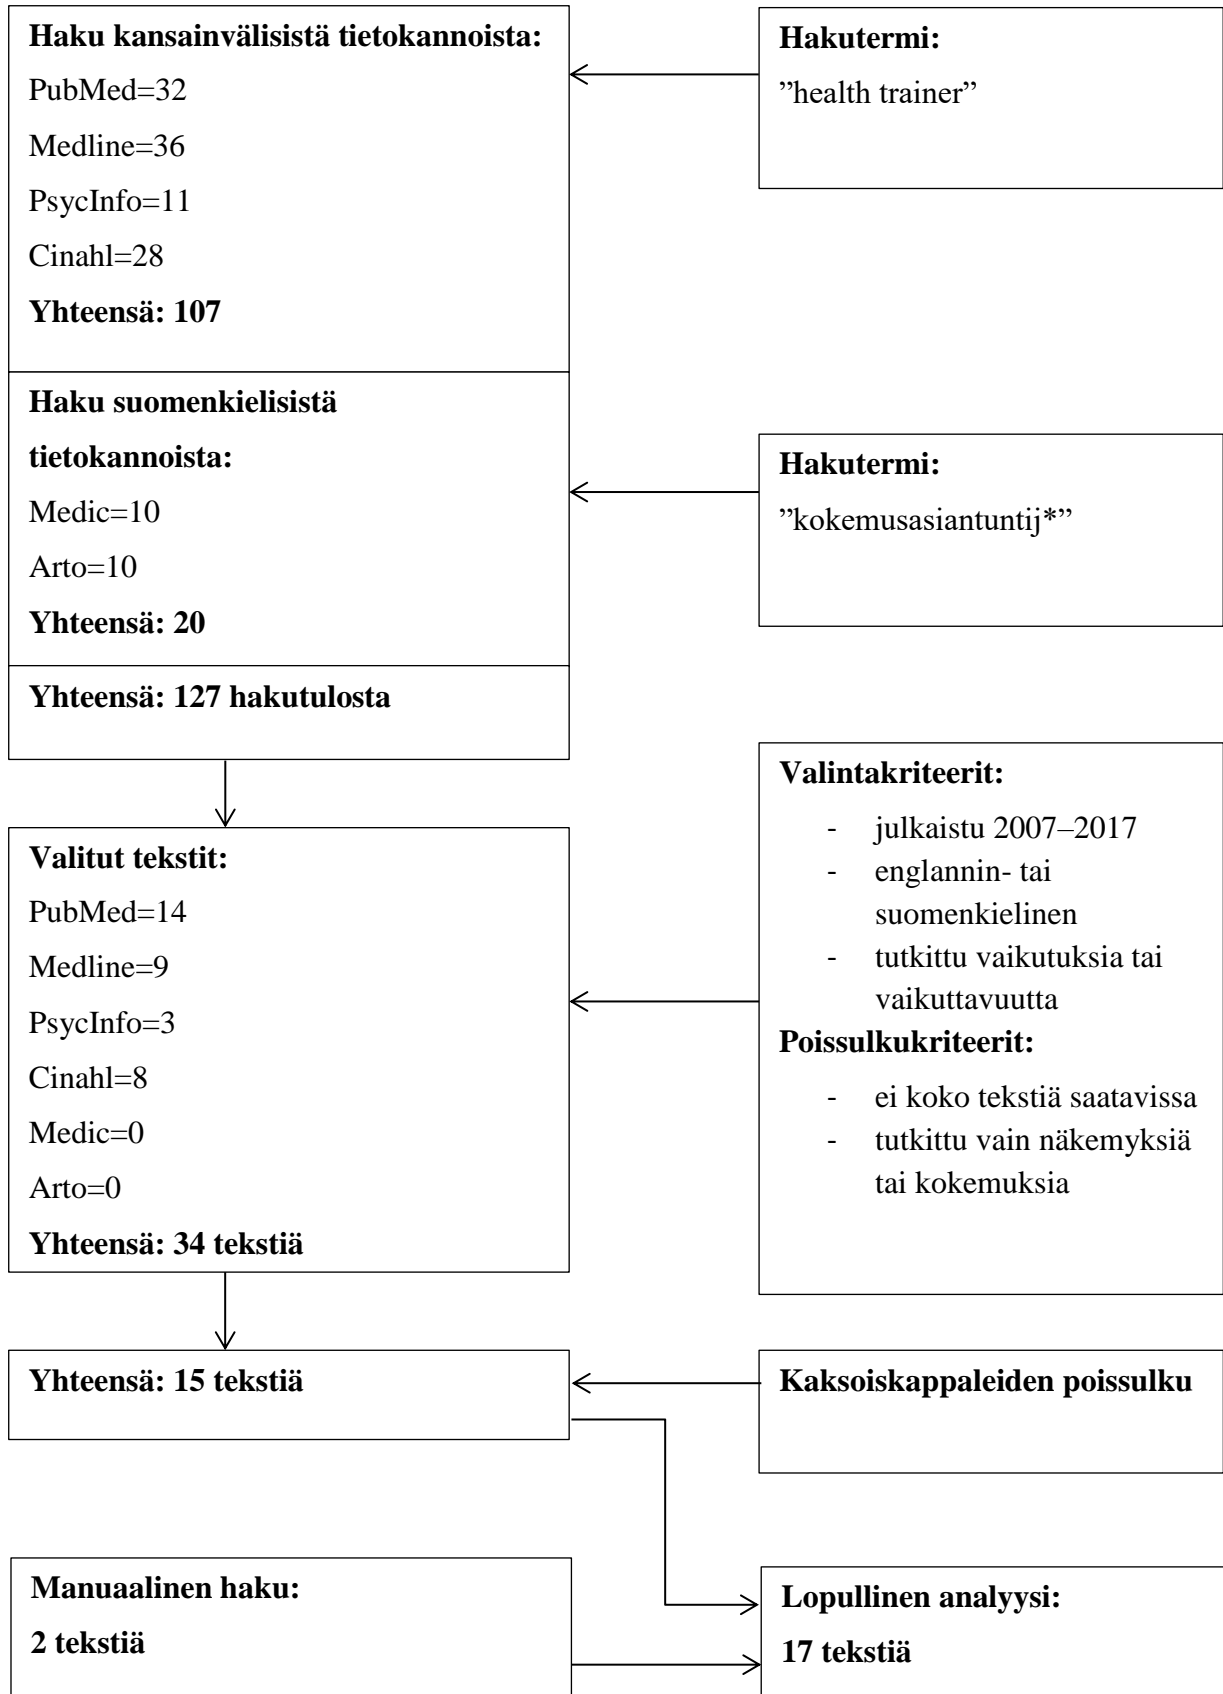 Haku kansainvälisistä tietokannoista:
PubMed=32
Medline=36
PsycInfo=11
Cinahl=28
Yhteensä: 107
Hakutermi:
”health trainer”
Haku suomenkielisistä
tietokannoista:
Medic=10
Arto=10
Yhteensä: 20
Hakutermi:
”kokemusasiantuntij*”
Yhteensä: 127 hakutulosta
Valitut tekstit:
PubMed=14
Medline=9
PsycInfo=3
Cinahl=8
Medic=0
Arto=0
Yhteensä: 34 tekstiä
Valintakriteerit:
- julkaistu 2007–2017
- englannin- tai
suomenkielinen
- tutkittu vaikutuksia tai
vaikuttavuutta
Poissulkukriteerit:
- ei koko tekstiä saatavissa
- tutkittu vain näkemyksiä
tai kokemuksia
Yhteensä: 15 tekstiä
Kaksoiskappaleiden poissulku
Manuaalinen haku:
2 tekstiä
Lopullinen analyysi:
17 tekstiä